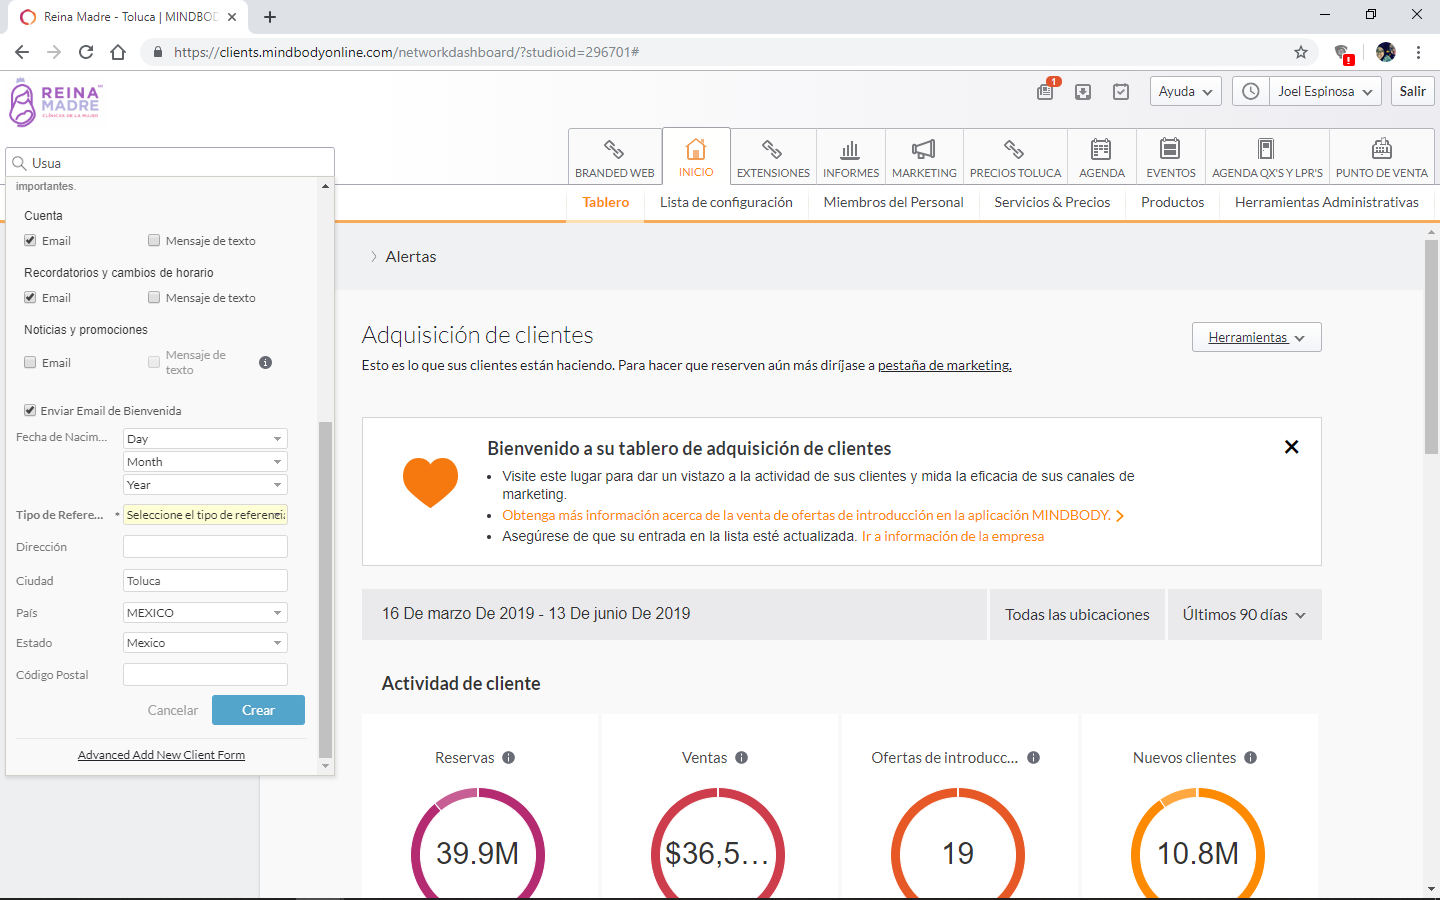 Reina Madre - Toluca | MINDBOD
https://clients.mindbodyonline.com/networkdashboard/?studioid=296701#
REINA
MADRE
CLÍNICAS DE LA MUJER
1
Ayuda
Joel Espinosa
Salir
Usua
BRANDED WEB
INICIO
EXTENSIONES
INFORMES
MARKETING
PRECIOS TOLUCA
AGENDA
EVENTOS
AGENDA QX'S Y LPR'S
PUNTO DE VENTA
Tablero
Lista de configuración
Miembros del Personal
Servicios & Precios
Productos
Herramientas Administrativas
importantes.
Cuenta
Email
Mensaje de texto
Recordatorios y cambios de horario
Email
Mensaje de texto
Noticias y promociones
Email
Mensaje de
texto
Enviar Email de Bienvenida
Fecha de Nacim...
Day
Month
Year
Tipo de Refere...
* Seleccione el tipo de referenci
Dirección
Ciudad
Toluca
País
MEXICO
Estado
Mexico
Código Postal
Cancelar
Crear
Advanced Add New Client Form
Alertas
Adquisición de clientes
Herramientas
Esto es lo que sus clientes están haciendo. Para hacer que reserven aún más diríjase a pestaña de marketing.
Bienvenido a su tablero de adquisición de clientes
• Visite este lugar para dar un vistazo a la actividad de sus clientes y mida la eficacia de sus canales de
marketing.
• Obtenga más información acerca de la venta de ofertas de introducción en la aplicación MINDBODY.
• Asegúrese de que su entrada en la lista esté actualizada. Ir a información de la empresa
16 De marzo De 2019 - 13 De junio De 2019
Todas las ubicaciones
Últimos 90 días
Actividad de cliente
Reservas
Ventas
Ofertas de introducc...
Nuevos clientes
39.9M
$36,5...
19
10.8M